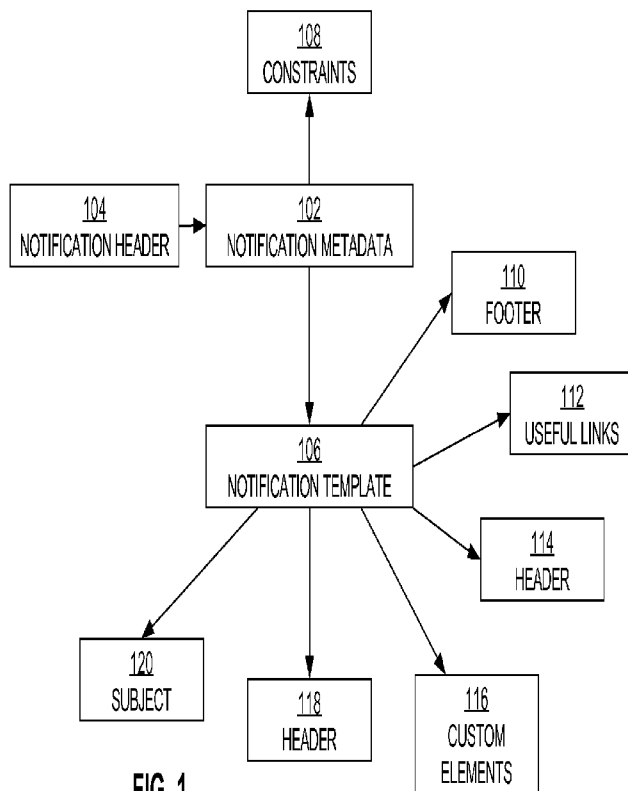 108
CONSTRAINTS
104
NOTIFICATION HEADER
102
NOTIFICATION METADATA
110
FOOTER
112
USEFUL LINKS
106
NOTIFICATION TEMPLATE
114
HEADER
120
SUBJECT
118
HEADER
116
CUSTOM
ELEMENTS
FIG. 1